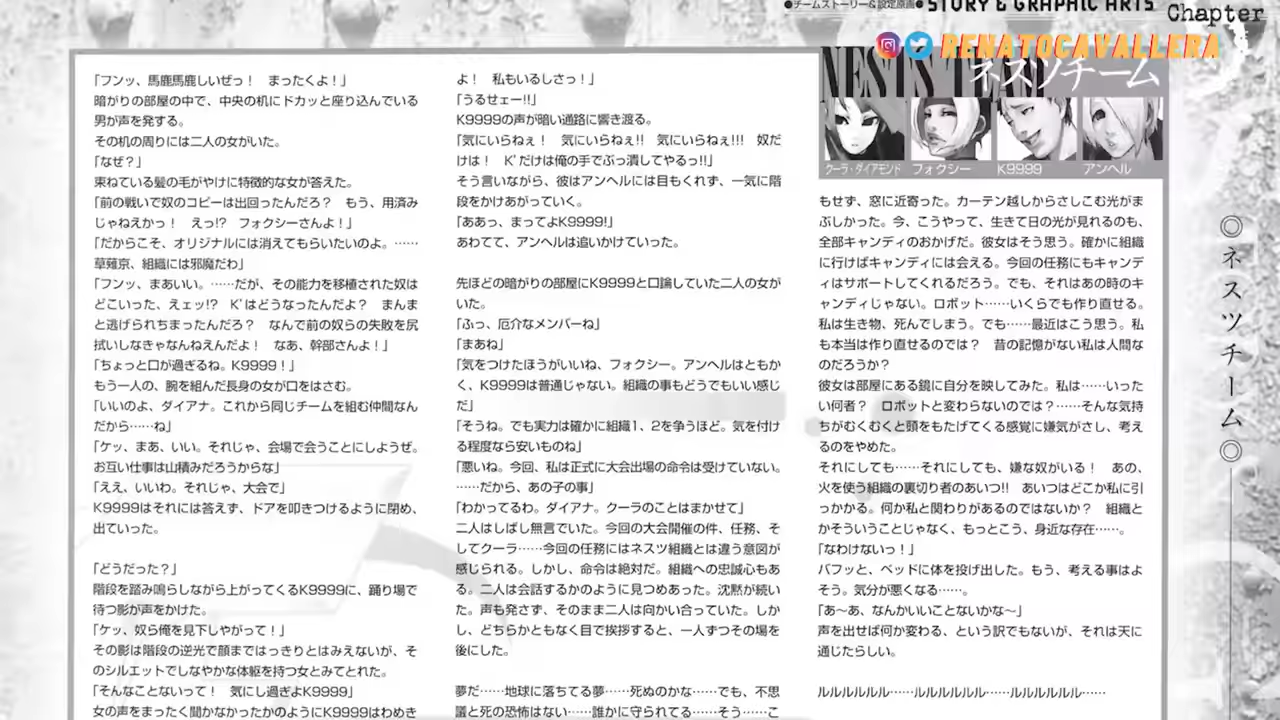 ●チームストーリー&設定原画● STORY & GRAPHIC ARTS Chapter
RENATOCAVALLERA
NESTS TEAM
ネスツチーム
クーラ・ダイアモンド フォクシー K9999 アンヘル
「フンッ、馬鹿馬鹿しいぜっ！　まったくよ！」
暗がりの部屋の中で、中央の机にドカッと座り込んでいる
男が声を発する。
その机の周りには二人の女がいた。
「なぜ？」
束ねている髪の毛がやけに特徴的な女が答えた。
「前の戦いで奴のコピーは出回ったんだろ？　もう、用済み
じゃねえかっ！　えっ!?　フォクシーさんよ！」
「だからこそ、オリジナルには消えてもらいたいのよ。……
草薙京、組織には邪魔だわ」
「フンッ、まあいい。……だが、その能力を移植された奴は
どこいった、えェッ!?　K'はどうなったんだよ？　まんま
と逃げられちまったんだろ？　なんで前の奴らの失敗を尻
拭いしなきゃなんねえんだよ！　なあ、幹部さんよ！」
「ちょっと口が過ぎるね。K9999！」
もう一人の、腕を組んだ長身の女が口をはさむ。
「いいのよ、ダイアナ。これから同じチームを組む仲間なん
だから……ね」
「ケッ、まあ、いい。それじゃ、会場で会うことにしようぜ。
お互い仕事は山積みだろうからな」
「ええ、いいわ。それじゃ、大会で」
K9999はそれには答えず、ドアを叩きつけるように閉め、
出ていった。
「どうだった？」
階段を踏み鳴らしながら上がってくるK9999に、踊り場で
待つ影が声をかけた。
「ケッ、奴ら俺を見下しやがって！」
その影は階段の逆光で顔まではっきりとはみえないが、そ
のシルエットでしなやかな体躯を持つ女とみてとれた。
「そんなことないって！　気にし過ぎよK9999」
女の声をまったく聞かなかったかのようにK9999はわめき
よ！　私もいるしさっ！」
「うるせェー!!」
K9999の声が暗い通路に響き渡る。
「気にいらねぇ！　気にいらねぇ!!　気にいらねぇ!!!　奴だ
けは！　K'だけは俺の手でぶっ潰してやるっ!!」
そう言いながら、彼はアンヘルには目もくれず、一気に階
段をかけあがっていく。
「ああっ、まってよK9999!」
あわてて、アンヘルは追いかけていった。
先ほどの暗がりの部屋にK9999と口論していた二人の女が
いた。
「ふっ、厄介なメンバーね」
「まあね」
「気をつけたほうがいいね、フォクシー。アンヘルはともか
く、K9999は普通じゃない。組織の事もどうでもいい感じ
だ」
「そうね。でも実力は確かに組織1、2を争うほど。気を付け
る程度なら安いものね」
「悪いね。今回、私は正式に大会出場の命令は受けていない。
……だから、あの子の事」
「わかってるわ。ダイアナ。クーラのことはまかせて」
二人はしばし無言でいた。今回の大会開催の件、任務、そ
してクーラ……今回の任務にはネスツ組織とは違う意図が
感じられる。しかし、命令は絶対だ。組織への忠誠心もあ
る。二人は会話するかのように見つめあった。沈黙が続い
た。声も発さず、そのまま二人は向かい合っていた。しか
し、どちらかともなく目で挨拶すると、一人ずつその場を
後にした。
夢だ……地球に落ちてる夢……死ぬのかな……でも、不思
議と死の恐怖はない……誰かに守られてる……そう……こ
もせず、窓に近寄った。カーテン越しからさしこむ光がま
ぶしかった。今、こうやって、生きて日の光が見れるのも、
全部キャンディのおかげだ。彼女はそう思う。確かに組織
に行けばキャンディには会える。今回の任務にもキャンデ
ィはサポートしてくれるだろう。でも、それはあの時のキャ
ンディじゃない。ロボット……いくらでも作り直せる。
私は生き物、死んでしまう。でも……最近はこう思う。私
も本当は作り直せるのでは？　昔の記憶がない私は人間な
のだろうか？
彼女は部屋にある鏡に自分を映してみた。私は……いった
い何者？　ロボットと変わらないのでは？……そんな気持
ちがむくむくと頭をもたげてくる感覚に嫌気がさし、考え
るのをやめた。
それにしても……それにしても、嫌な奴がいる！　あの、
火を使う組織の裏切り者のあいつ!!　あいつはどこか私に引
っかかる。何か私と関わりがあるのではないか？　組織と
かそういうことじゃなく、もっとこう、身近な存在……。
「なわけないっ！」
バフッと、ベッドに体を投げ出した。もう、考える事はよ
そう。気分が悪くなる……。
「あ～あ、なんかいいことないかな～」
声を出せば何か変わる、という訳でもないが、それは天に
通じたらしい。
ルルルルルル……ルルルルルル……ルルルルルル……
◎ネスツチーム◎